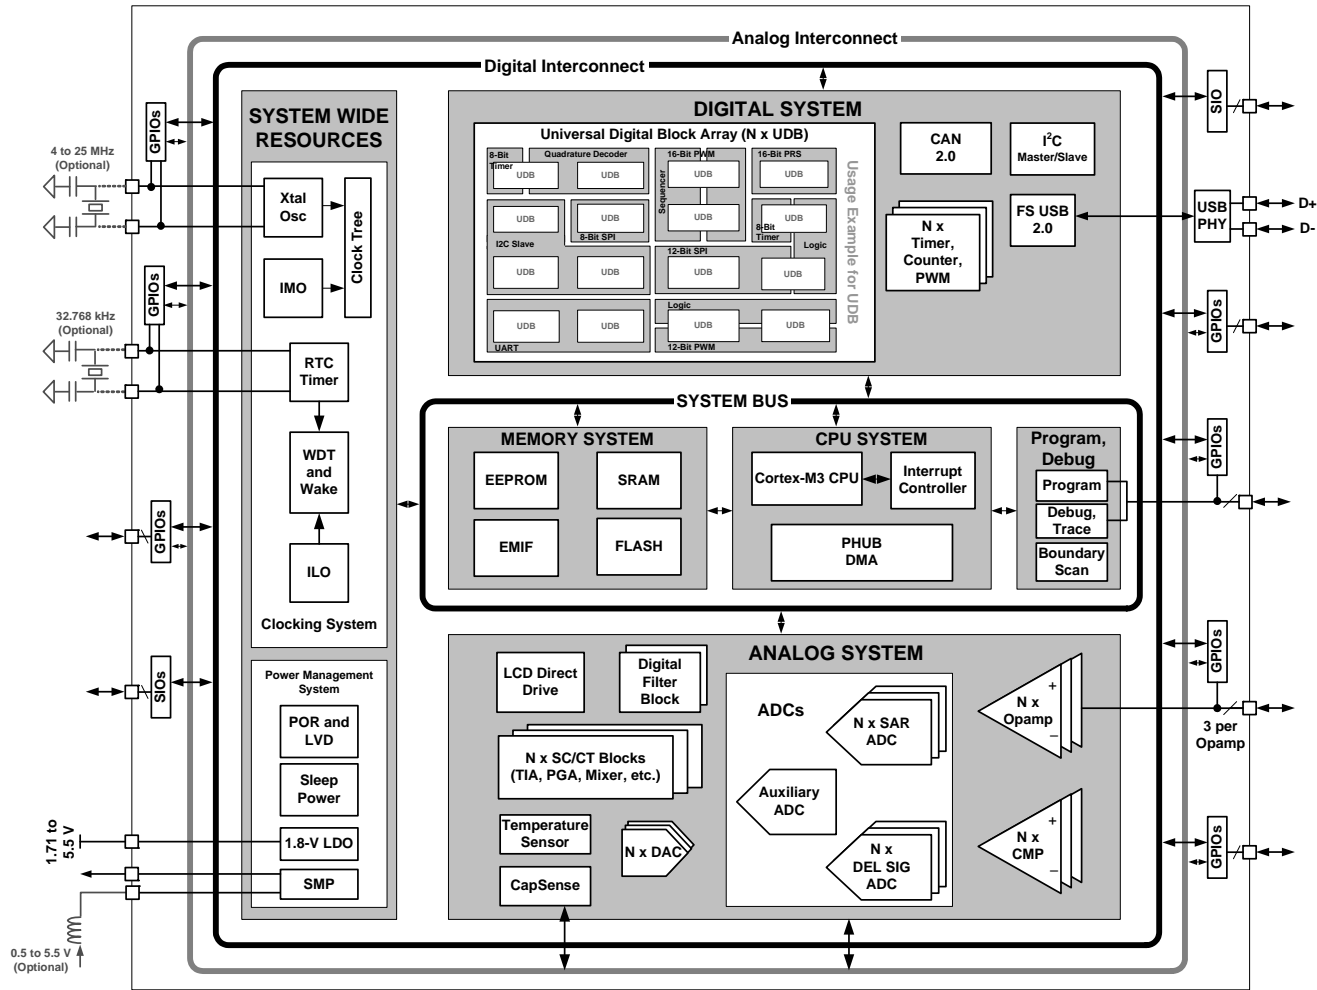 Analog Interconnect
Digital Interconnect
SYSTEM WIDE
RESOURCES
4 to 25 MHz
(Optional)
GPIOs
Xtal
Osc
Clock Tree
IMO
GPIOs
32.768 kHz
(Optional)
RTC
Timer
WDT
and
Wake
ILO
Clocking System
GPIOs
SIOs
Power Management
System
POR and
LVD
Sleep
Power
1.8-V LDO
SMP
1.71 to
5.5 V
0.5 to 5.5 V
(Optional)
DIGITAL SYSTEM
Universal Digital Block Array (N x UDB)
8-Bit
Timer
Quadrature Decoder
16-Bit PWM
16-Bit PRS
UDB
UDB
UDB
UDB
Sequencer
UDB
UDB
UDB
UDB
I2C Slave
8-Bit SPI
8-Bit
Timer
Logic
12-Bit SPI
UDB
UDB
UDB
UDB
Logic
UDB
UDB
UDB
UDB
UART
12-Bit PWM
Usage Example for UDB
CAN
2.0
I2C
Master/Slave
N x
Timer,
Counter,
PWM
FS USB
2.0
SYSTEM BUS
MEMORY SYSTEM
EEPROM
SRAM
EMIF
FLASH
CPU SYSTEM
Cortex-M3 CPU
Interrupt
Controller
PHUB
DMA
Program,
Debug
Program
Debug,
Trace
Boundary
Scan
ANALOG SYSTEM
LCD Direct
Drive
Digital
Filter
Block
N x SC/CT Blocks
(TIA, PGA, Mixer, etc.)
Temperature
Sensor
N x DAC
CapSense
ADCs
N x SAR
ADC
Auxiliary
ADC
N x
DEL SIG
ADC
+
N x
Opamp
−
+
N x
CMP
−
SIO
USB
PHY
D+
D-
GPIOs
GPIOs
GPIOs
3 per
Opamp
GPIOs